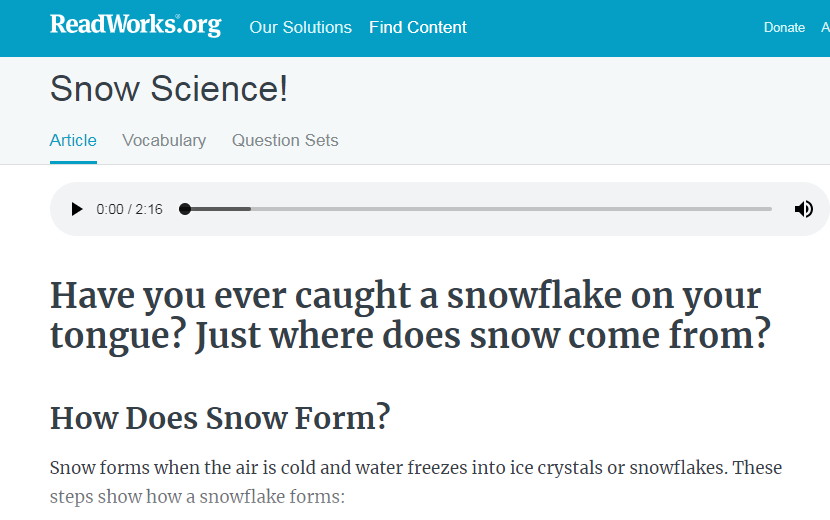 ReadWorks®.org Our Solutions Find Content Donate A
Snow Science!
Article Vocabulary Question Sets
0:00 / 2:16
Have you ever caught a snowflake on your
tongue? Just where does snow come from?
How Does Snow Form?
Snow forms when the air is cold and water freezes into ice crystals or snowflakes. These
steps show how a snowflake forms: